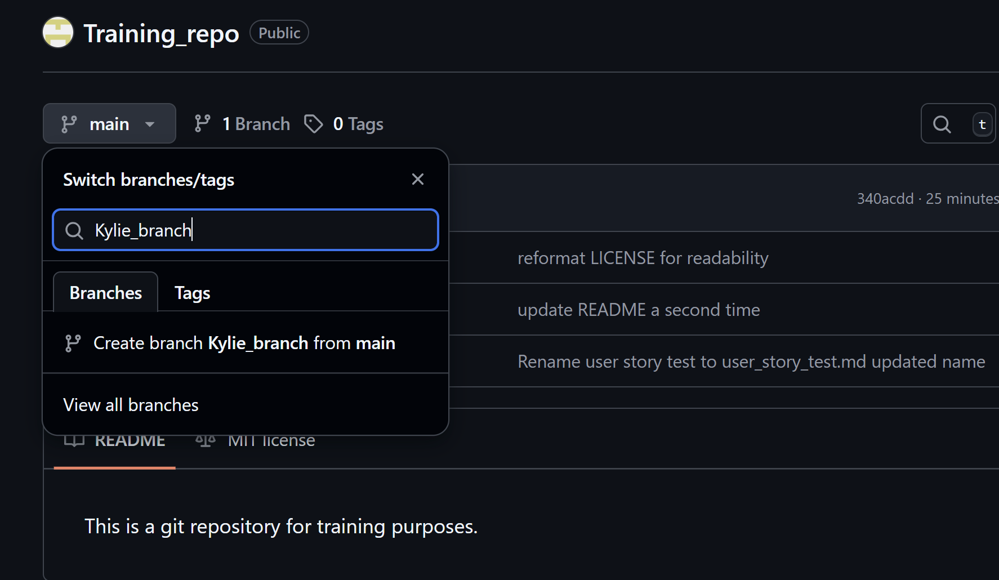 Training_repo Public
main 1 Branch 0 Tags t
Switch branches/tags
340acdd · 25 minutes
Kylie_branch
reformat LICENSE for readability
Branches Tags
update README a second time
Create branch Kylie_branch from main
Rename user story test to user_story_test.md updated name
View all branches
README MIT license
This is a git repository for training purposes.